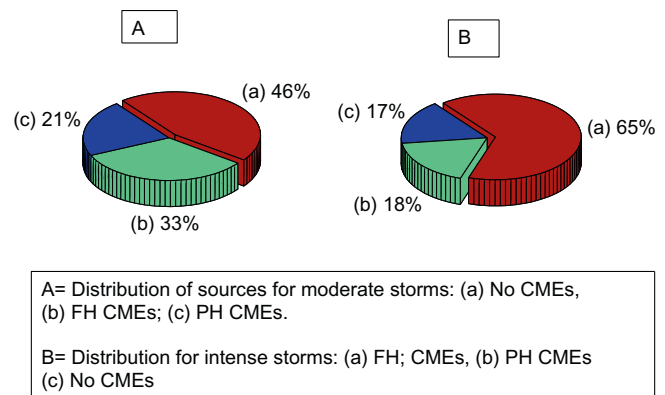 A
B
(a) 46%
(c) 21%
(b) 33%
(c) 17%
(a) 65%
(b) 18%
A= Distribution of sources for moderate storms: (a) No CMEs,
(b) FH CMEs; (c) PH CMEs.
B= Distribution for intense storms: (a) FH; CMEs, (b) PH CMEs
(c) No CMEs